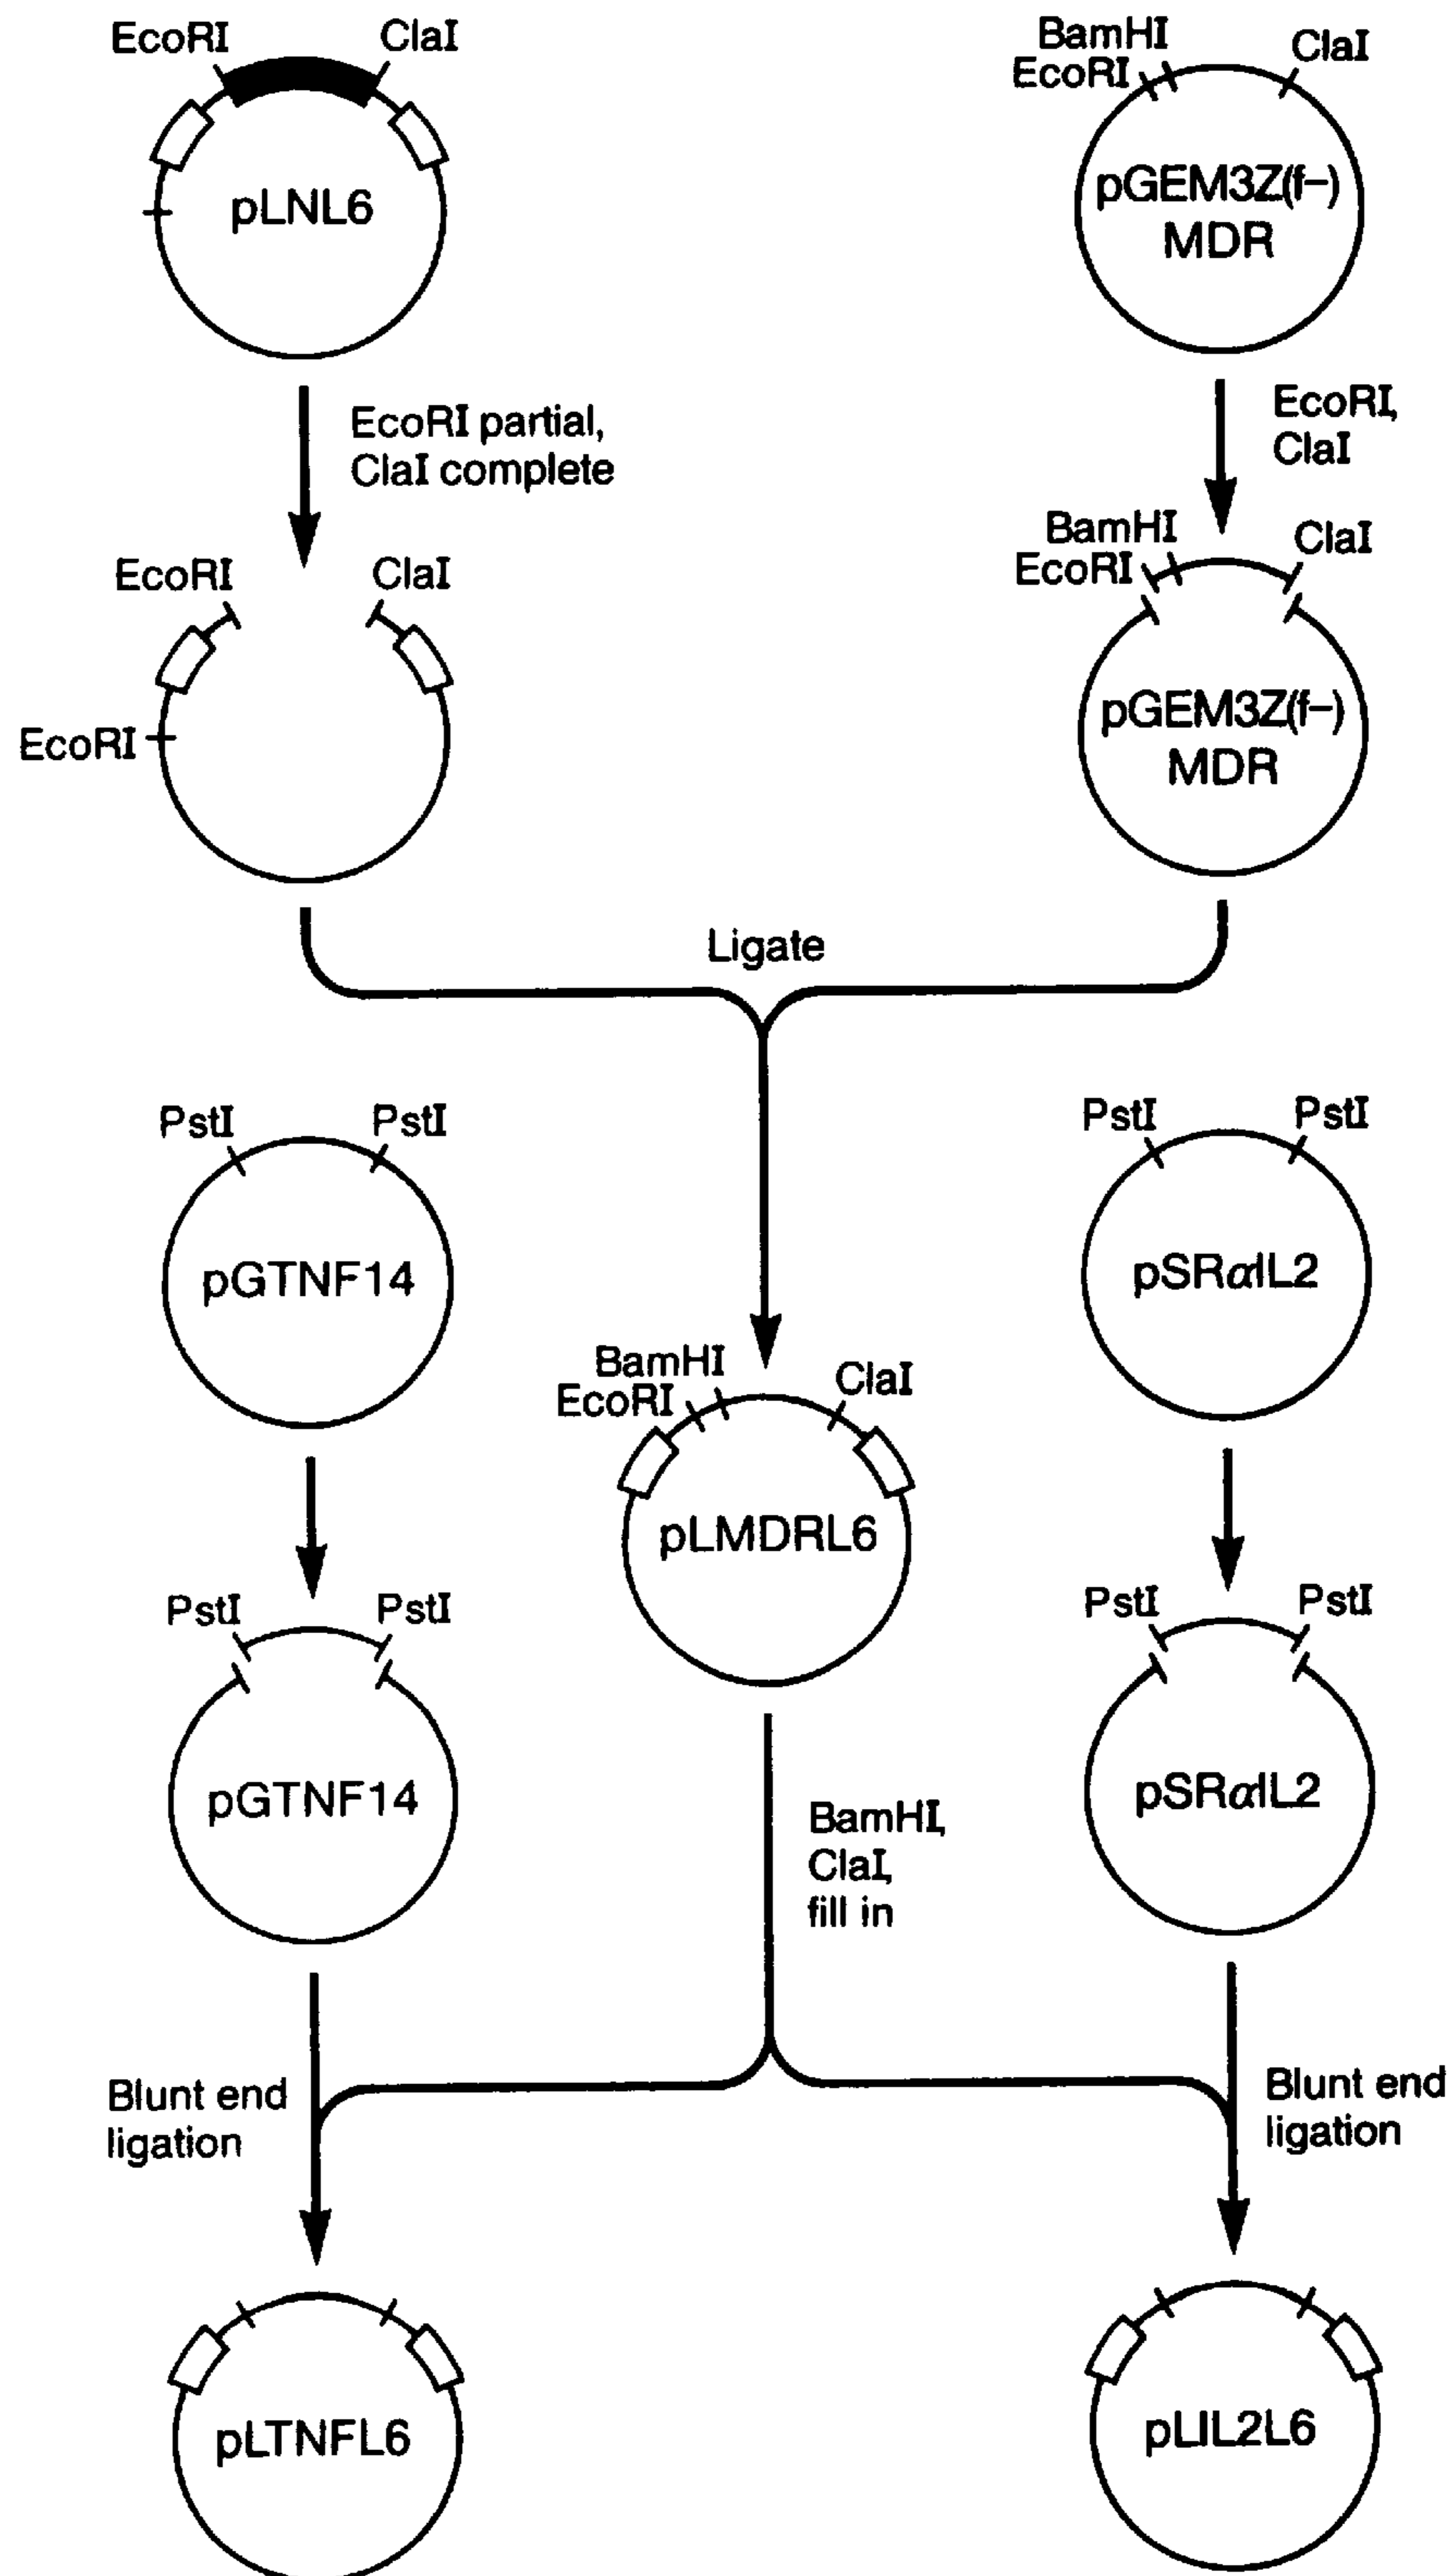 EcoRI
ClaI
BamHI
EcoRI
ClaI
pLNL6
pGEM3Z(f–)
MDR
EcoRI partial,
ClaI complete
EcoRI,
ClaI
EcoRI
ClaI
EcoRI
BamHI
EcoRI
ClaI
pGEM3Z(f–)
MDR
Ligate
PstI
PstI
pGTNF14
PstI
PstI
pSRαIL2
BamHI
EcoRI
ClaI
pLMDRL6
PstI
PstI
pGTNF14
PstI
PstI
pSRαIL2
BamHI,
ClaI,
fill in
Blunt end
ligation
Blunt end
ligation
pLTNFL6
pLIL2L6